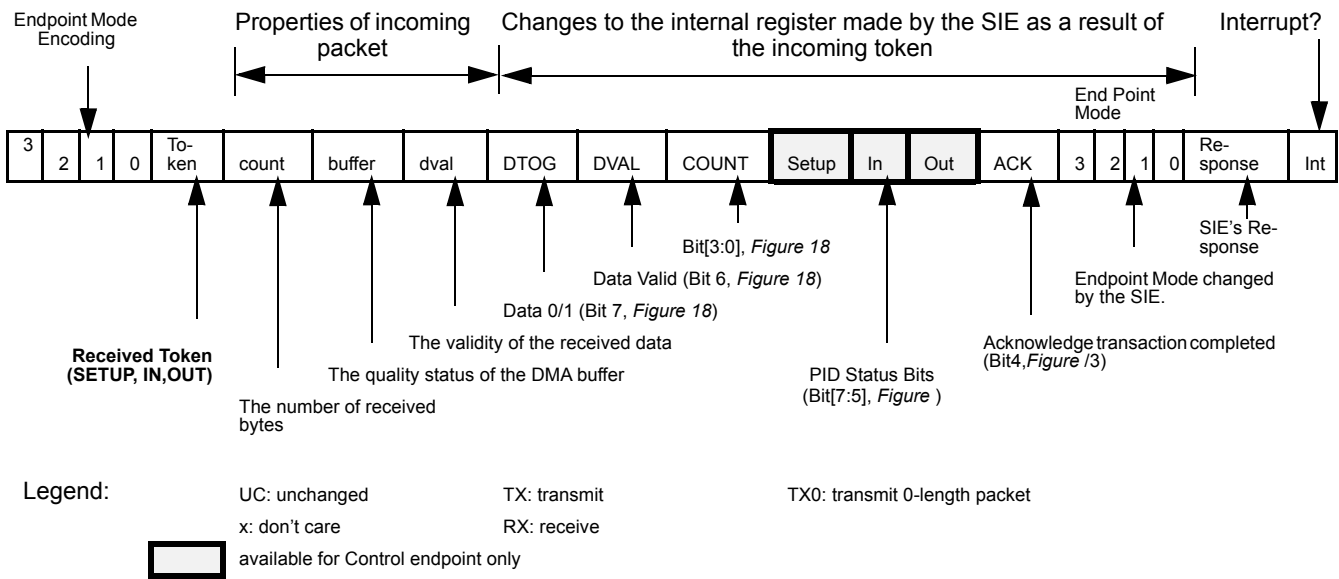 Endpoint Mode
Encoding
Properties of incoming
packet
Changes to the internal register made by the SIE as a result of
the incoming token
Interrupt?
End Point
Mode
3 2 1 0 To-
ken count buffer dval DTOG DVAL COUNT Setup In Out ACK 3 2 1 0 Re-
sponse Int
Bit[3:0], Figure 18
SIE's Re-
sponse
Data Valid (Bit 6, Figure 18)
Endpoint Mode changed
by the SIE.
Data 0/1 (Bit 7, Figure 18)
The validity of the received data
Received Token
(SETUP, IN,OUT)
The quality status of the DMA buffer
Acknowledge transaction completed
(Bit4,Figure /3)
PID Status Bits
(Bit[7:5], Figure )
The number of received
bytes
Legend:
UC: unchanged
TX: transmit
TX0: transmit 0-length packet
x: don't care
RX: receive
available for Control endpoint only